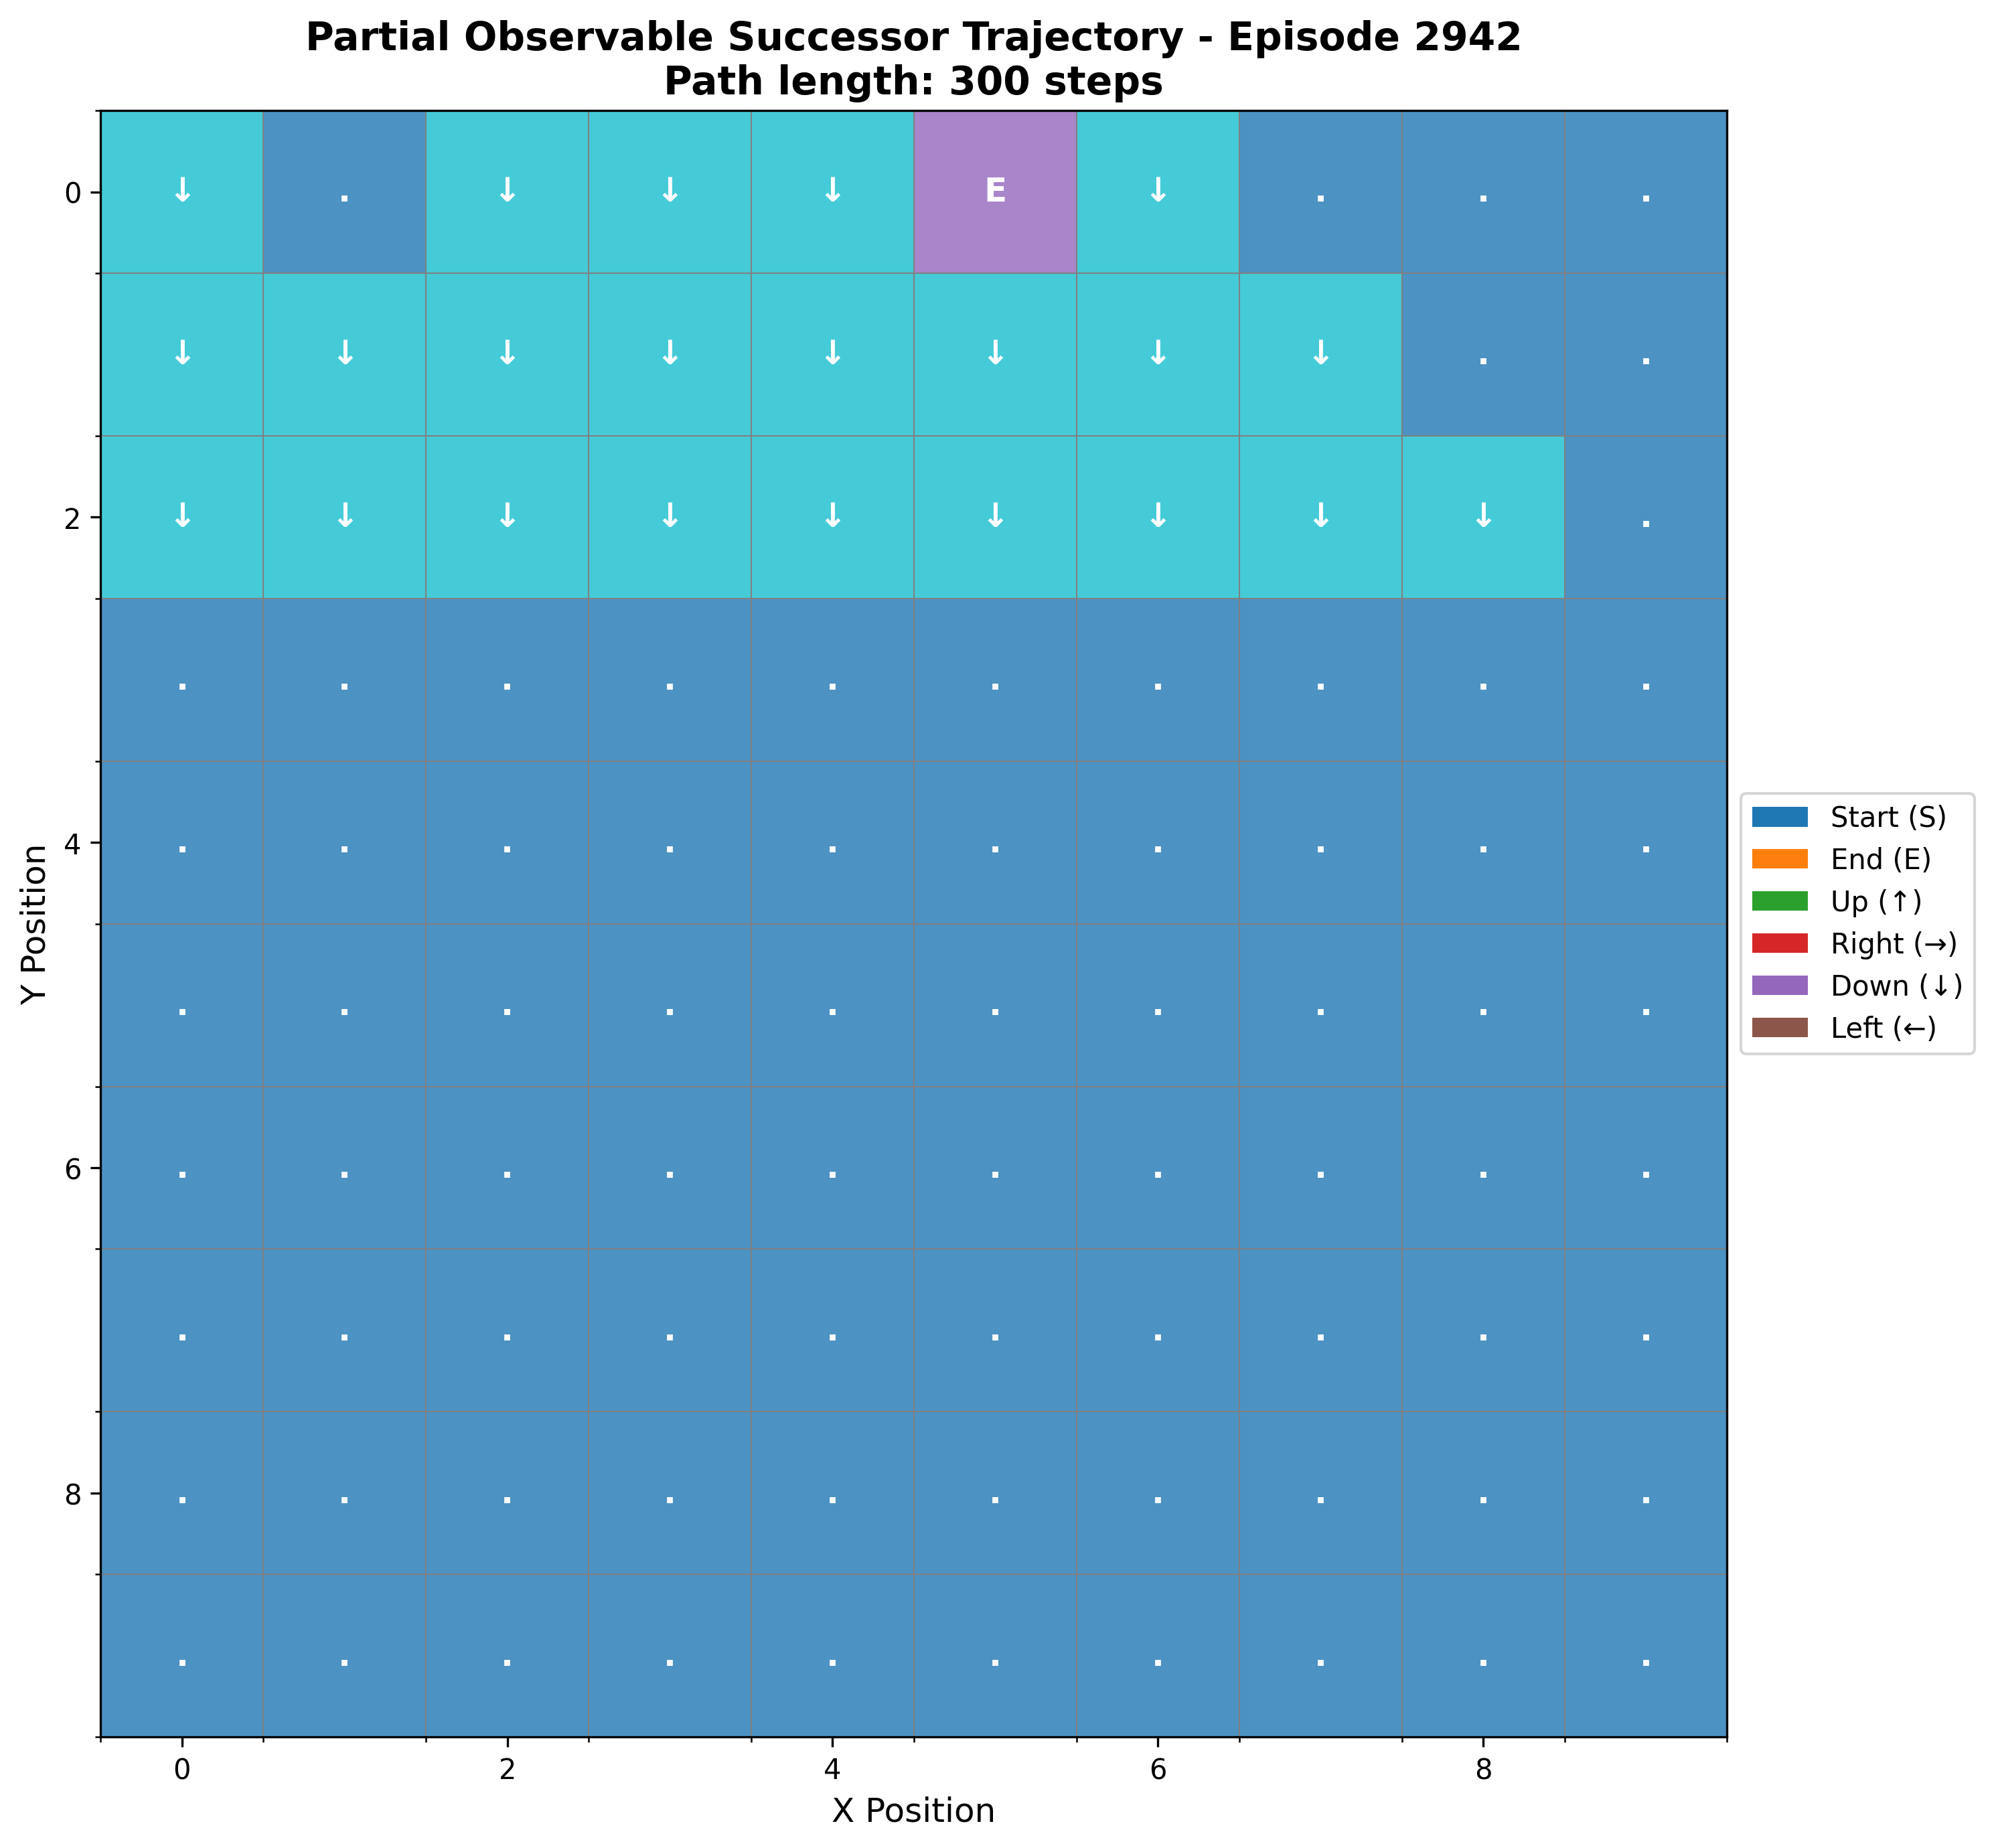 Partial Observable Successor Trajectory - Episode 2942
Path length: 300 steps
0 ↓ . ↓ ↓ ↓ E ↓ . . .
↓ ↓ ↓ ↓ ↓ ↓ ↓ ↓ . .
2 ↓ ↓ ↓ ↓ ↓ ↓ ↓ ↓ ↓ .
. . . . . . . . . .
4 . . . . . . . . . .
. . . . . . . . . .
6 . . . . . . . . . .
. . . . . . . . . .
8 . . . . . . . . . .
. . . . . . . . . .
0 2 4 6 8
X Position
Y Position
Start (S)
End (E)
Up (↑)
Right (→)
Down (↓)
Left (←)